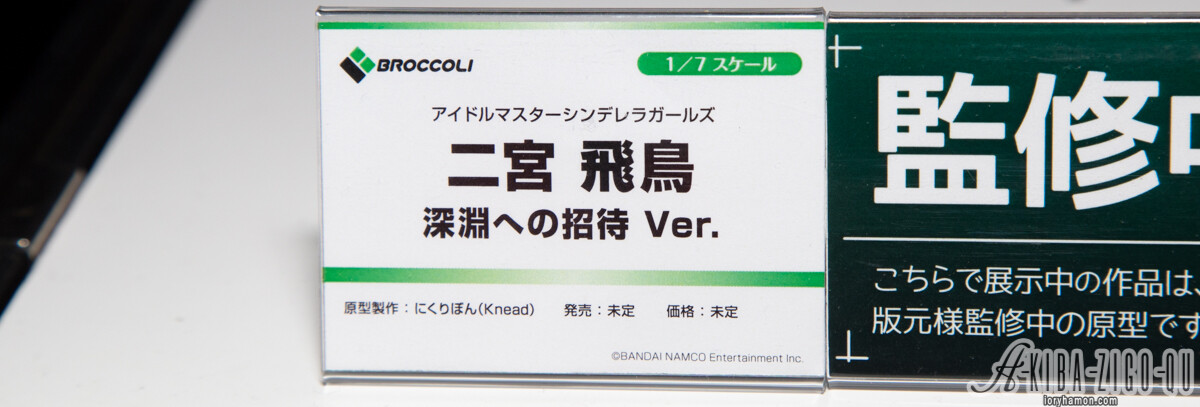 BROCCOLI
1/7 スケール
アイドルマスターシンデレラガールズ
二宮 飛鳥
深淵への招待 Ver.
原型製作：にくりぽん(Knead) 発売：未定 価格：未定
©BANDAI NAMCO Entertainment Inc.
監修中
こちらで展示中の作品は、
版元様監修中の原型です
AKIBA-ZOGO-OU
loryhamon.com